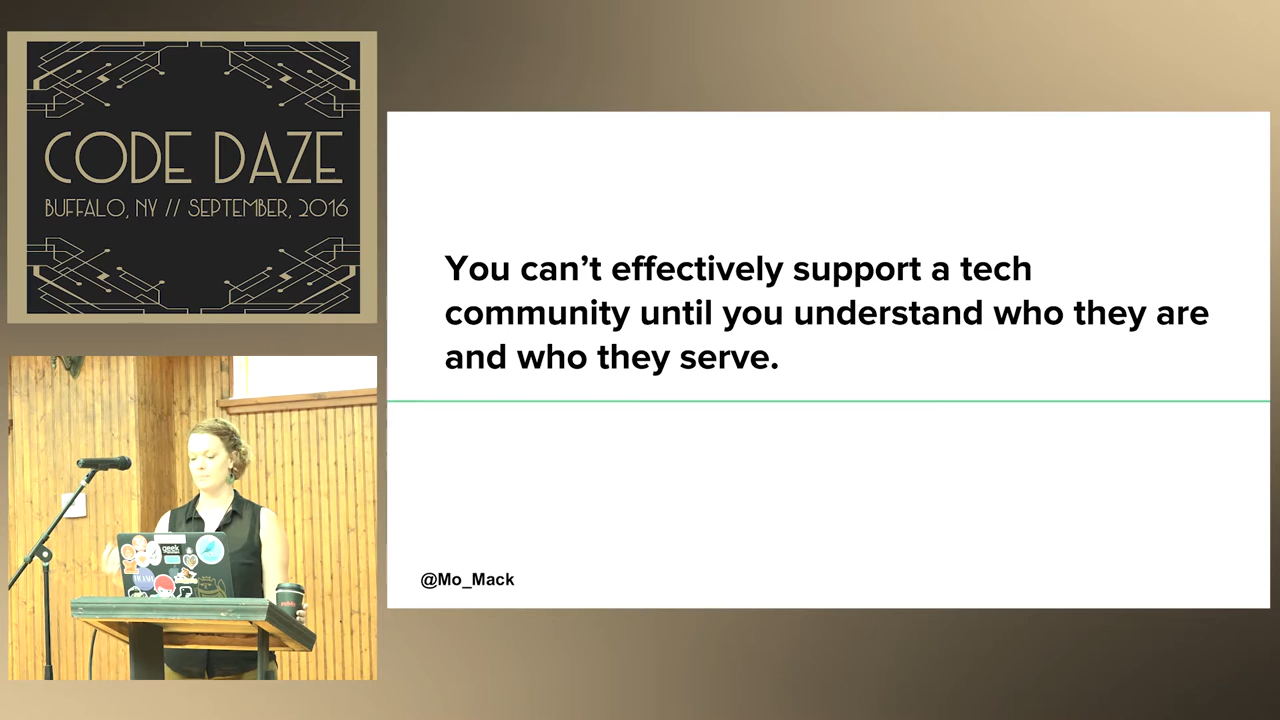 CODE DAZE
BUFFALO, NY // SEPTEMBER, 2016
You can’t effectively support a tech
community until you understand who they are
and who they serve.
@Mo_Mack
geek